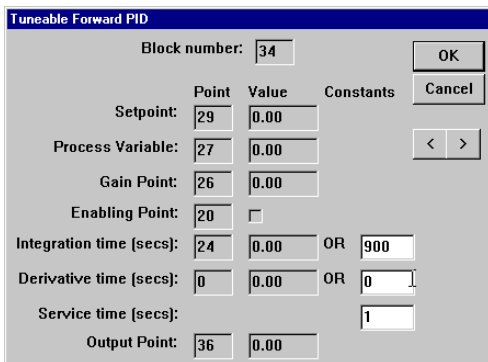 Tuneable Forward PID
Block number: 34
OK
Point Value Constants
Cancel
Setpoint: 29 0.00
Process Variable: 27 0.00
< >
Gain Point: 26 0.00
Enabling Point: 20
Integration time (secs): 24 0.00 OR 900
Derivative time (secs): 0 0.00 OR 0
Service time (secs): 1
Output Point: 36 0.00